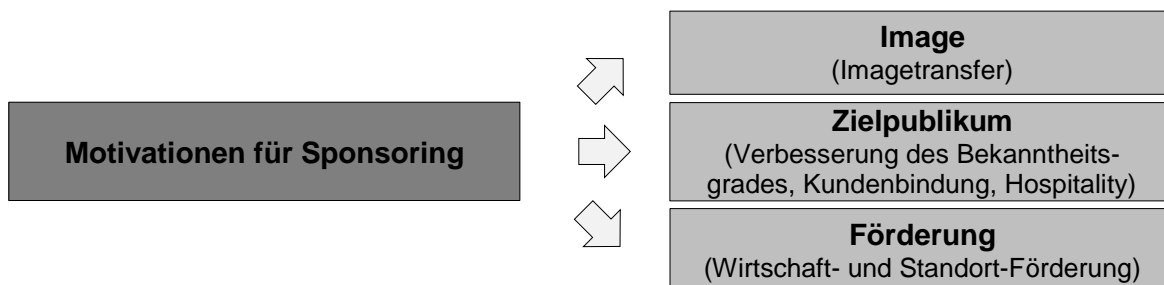 Motivationen für Sponsoring
Image
(Imagetransfer)
Zielpublikum
(Verbesserung des Bekanntheits-
grades, Kundenbindung, Hospitality)
Förderung
(Wirtschaft- und Standort-Förderung)